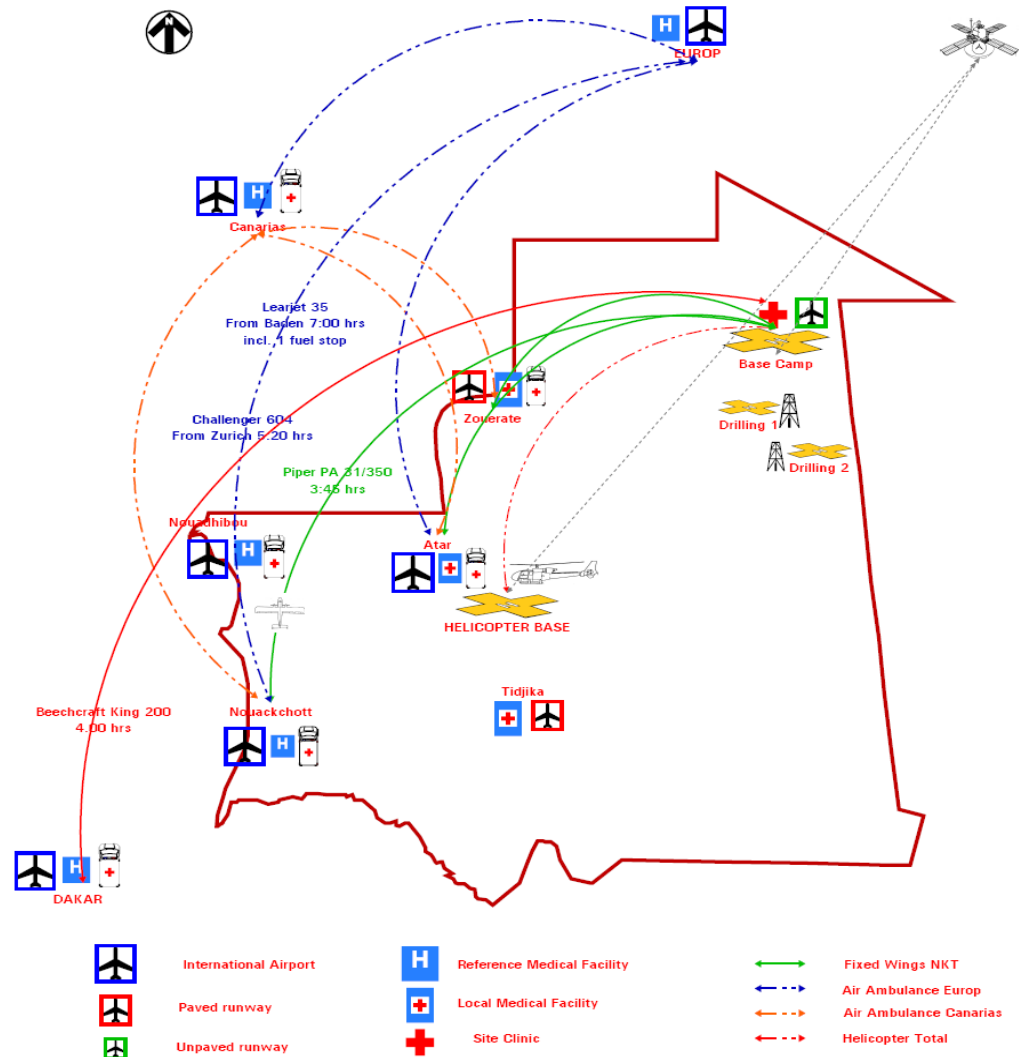 N
H
EUROP
H
Canarias
Learjet 35
From Baden 7:00 hrs
incl. 1 fuel stop
Base Camp
Zouerate
Drilling 1
Challenger 604
From Zurich 5:20 hrs
Drilling 2
Piper PA 31/350
3:45 hrs
Nouadhibou
H
Atar
HELICOPTER BASE
Tidjika
Beechcraft King 200
4.00 hrs
Nouackchott
H
H
DAKAR
International Airport
H
Reference Medical Facility
Fixed Wings NKT
Air Ambulance Europ
Paved runway
Local Medical Facility
Air Ambulance Canarias
Unpaved runway
Site Clinic
Helicopter Total